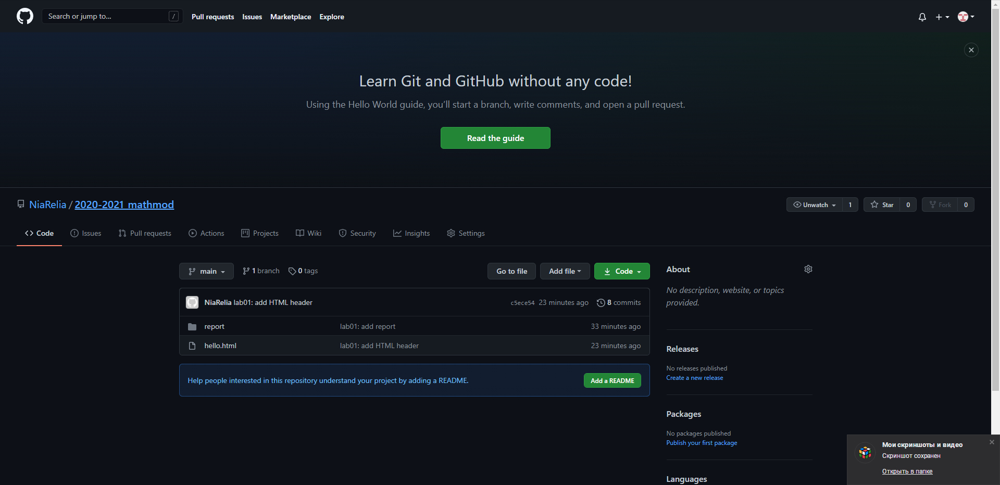 Search or jump to... /
Pull requests Issues Marketplace Explore
Learn Git and GitHub without any code!
Using the Hello World guide, you’ll start a branch, write comments, and open a pull request.
Read the guide
NiaRelia / 2020-2021_mathmod
Unwatch 1 Star 0 Fork 0
Code Issues Pull requests Actions Projects Wiki Security Insights Settings
main 1 branch 0 tags
Go to file Add file Code
NiaRelia lab01: add HTML header c5ece54 23 minutes ago 8 commits
report lab01: add report 33 minutes ago
hello.html lab01: add HTML header 23 minutes ago
Help people interested in this repository understand your project by adding a README.
Add a README
About
No description, website, or topics
provided.
Releases
No releases published
Create a new release
Packages
No packages published
Publish your first package
Languages
Мои скриншоты и видео
Скриншот сохранен
Открыть в папке